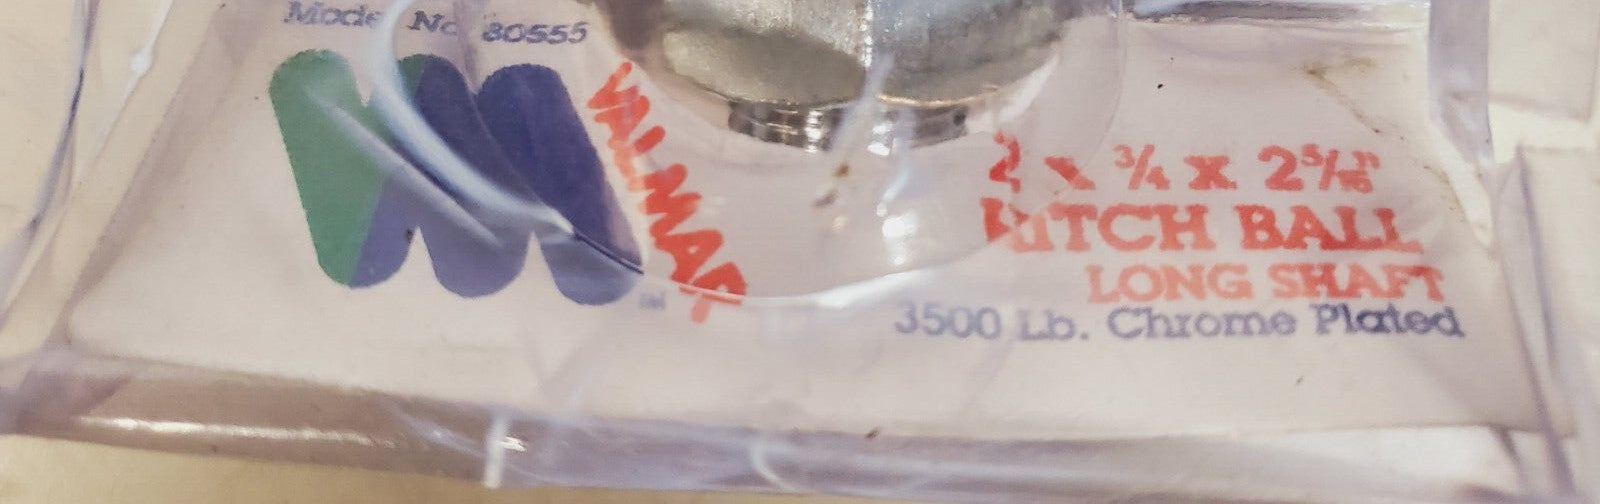 Model No. 80555
VALMAR
2 x ¾ x 2 5/16"
HITCH BALL
LONG SHAFT
3500 Lb. Chrome Plated